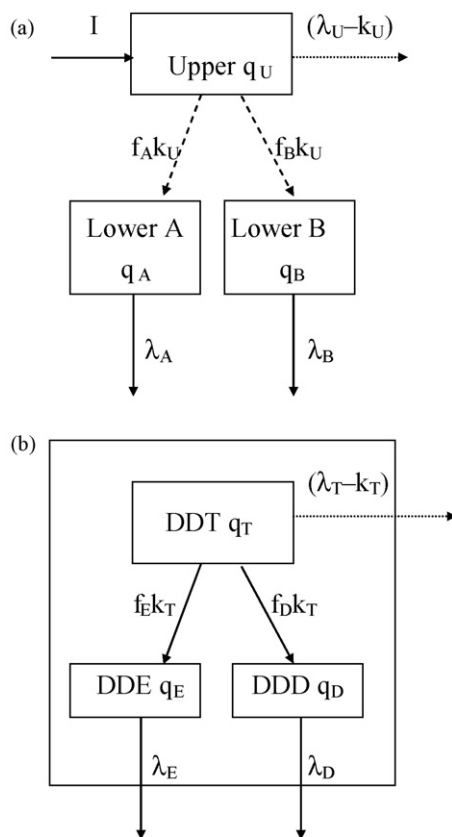 (a)
I
(λU–kU)
Upper qU
fAkU
fBkU
Lower A
qA
Lower B
qB
λA
λB
(b)
(λT–kT)
DDT qT
fEkT
fDkT
DDE qE
DDD qD
λE
λD